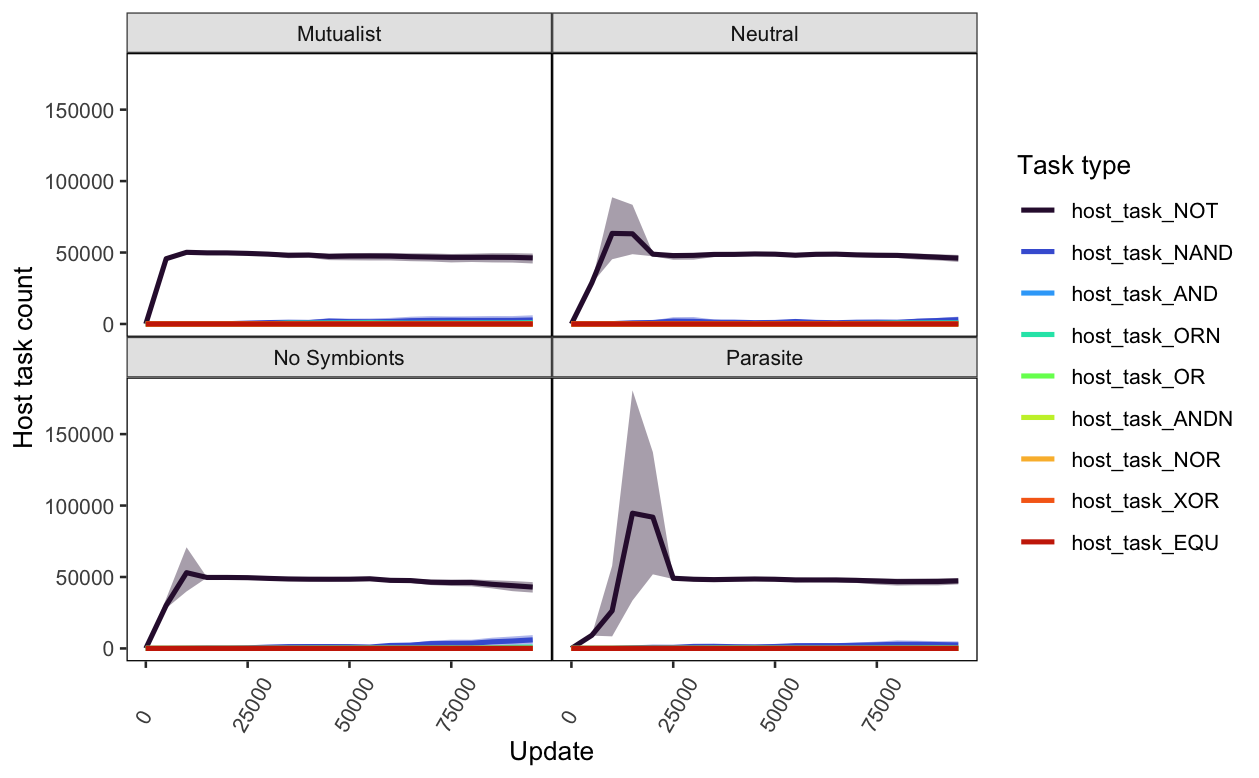 Mutualist
Neutral
150000
100000
50000
0
No Symbionts
Parasite
150000
100000
50000
0
0
25000
50000
75000
0
25000
50000
75000
Update
Host task count
Task type
host_task_NOT
host_task_NAND
host_task_AND
host_task_ORN
host_task_OR
host_task_ANDN
host_task_NOR
host_task_XOR
host_task_EQU